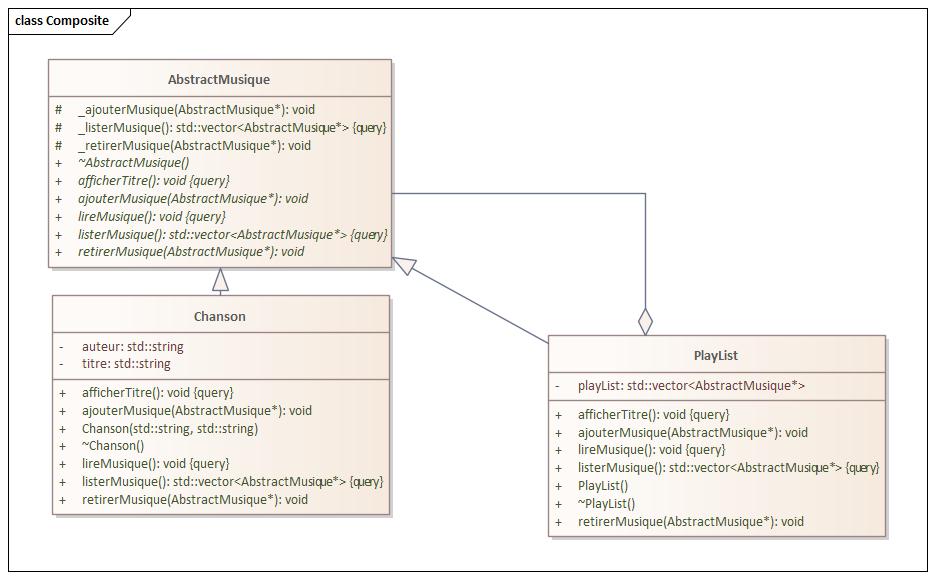 class Composite
AbstractMusique
# _ajouterMusique(AbstractMusique*): void
# _listerMusique(): std::vector<AbstractMusique*> {query}
# _retirerMusique(AbstractMusique*): void
+ ~AbstractMusique()
+ afficherTitre(): void {query}
+ ajouterMusique(AbstractMusique*): void
+ lireMusique(): void {query}
+ listerMusique(): std::vector<AbstractMusique*> {query}
+ retirerMusique(AbstractMusique*): void
Chanson
- auteur: std::string
- titre: std::string
+ afficherTitre(): void {query}
+ ajouterMusique(AbstractMusique*): void
+ Chanson(std::string, std::string)
+ ~Chanson()
+ lireMusique(): void {query}
+ listerMusique(): std::vector<AbstractMusique*> {query}
+ retirerMusique(AbstractMusique*): void
PlayList
- playList: std::vector<AbstractMusique*>
+ afficherTitre(): void {query}
+ ajouterMusique(AbstractMusique*): void
+ lireMusique(): void {query}
+ listerMusique(): std::vector<AbstractMusique*> {query}
+ PlayList()
+ ~PlayList()
+ retirerMusique(AbstractMusique*): void